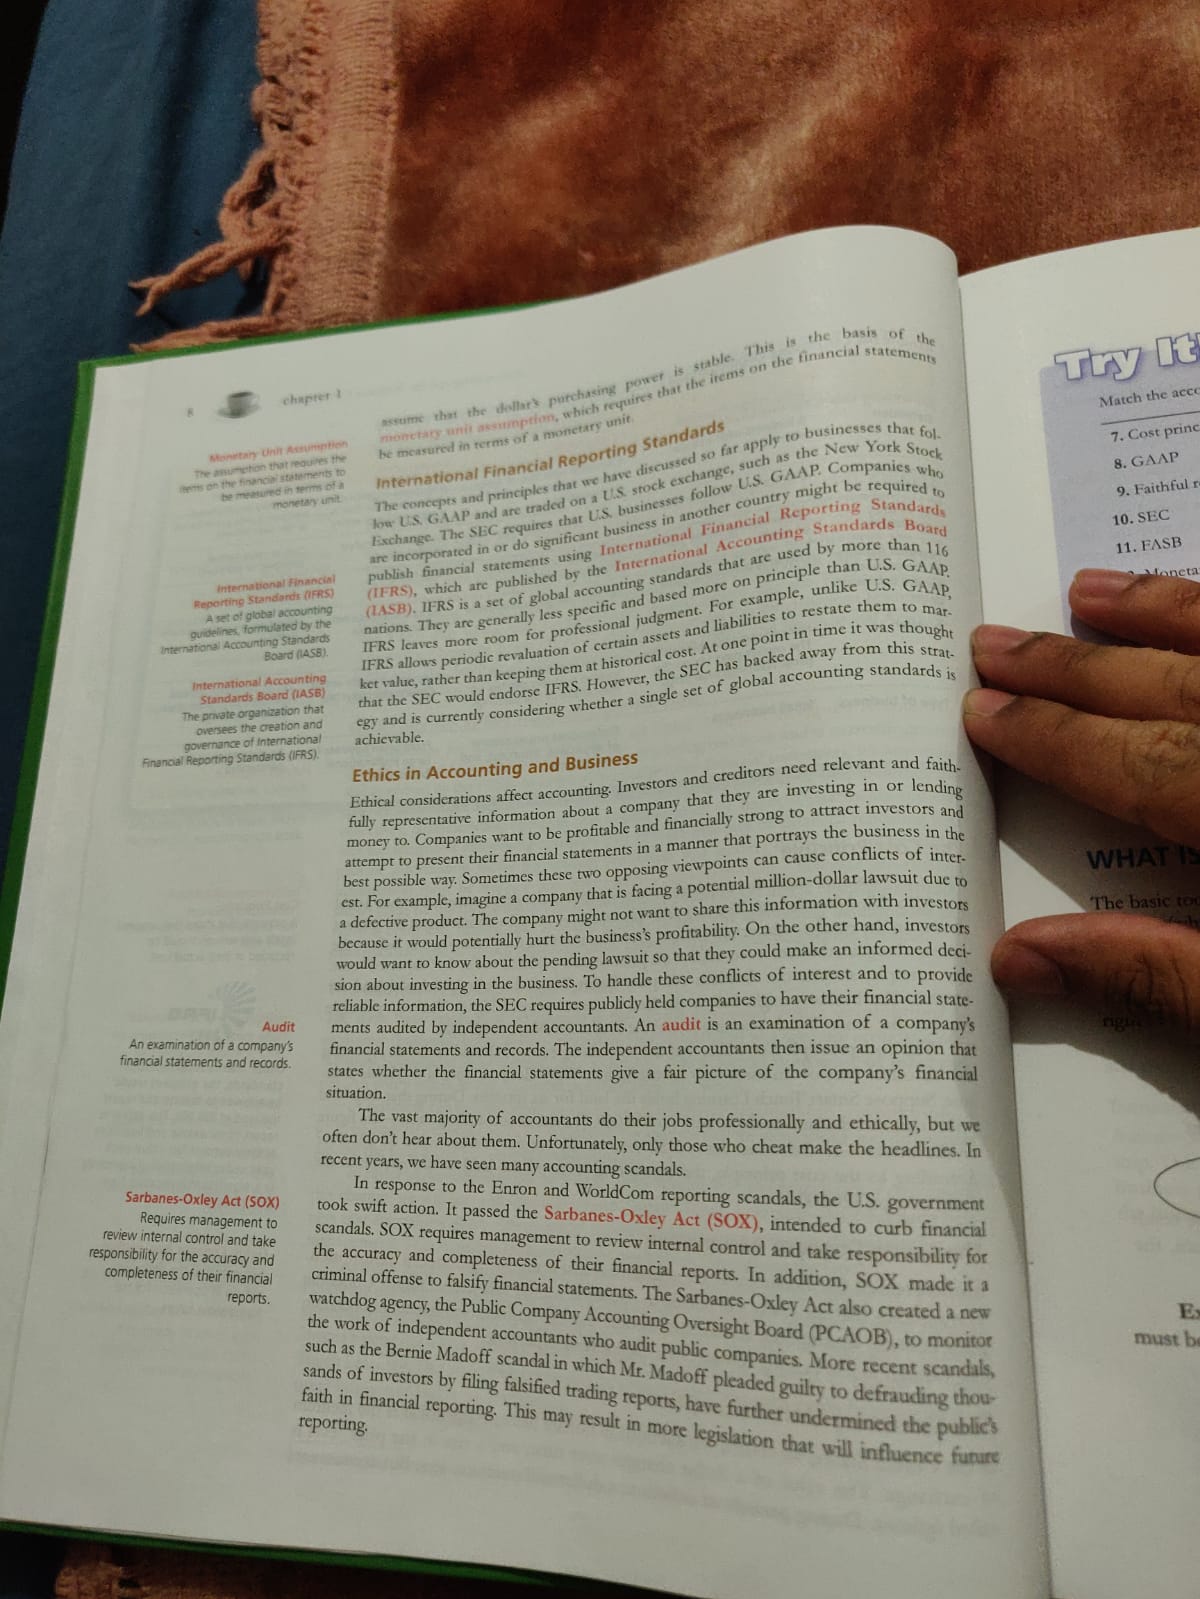 8
chapter 1
assume that the dollar's purchasing power is stable. This is the basis of the
monetary unit assumption, which requires that the items on the financial statements
be measured in terms of a monetary unit.
Monetary Unit Assumption
The assumption that requires the
items on the financial statements to
be measured in terms of a
monetary unit.
International Financial Reporting Standards
The concepts and principles that we have discussed so far apply to businesses that fol-
low U.S. GAAP and are traded on a U.S. stock exchange, such as the New York Stock
Exchange. The SEC requires that U.S. businesses follow U.S. GAAP. Companies who
are incorporated in or do significant business in another country might be required to
publish financial statements using International Financial Reporting Standards
(IFRS), which are published by the International Accounting Standards Board
(IASB). IFRS is a set of global accounting standards that are used by more than 116
nations. They are generally less specific and based more on principle than U.S. GAAP.
IFRS leaves more room for professional judgment. For example, unlike U.S. GAAP,
IFRS allows periodic revaluation of certain assets and liabilities to restate them to mar-
ket value, rather than keeping them at historical cost. At one point in time it was thought
that the SEC would endorse IFRS. However, the SEC has backed away from this strat-
egy and is currently considering whether a single set of global accounting standards is
achievable.
International Financial
Reporting Standards (IFRS)
A set of global accounting
guidelines, formulated by the
International Accounting Standards
Board (IASB).
International Accounting
Standards Board (IASB)
The private organization that
oversees the creation and
governance of International
Financial Reporting Standards (IFRS).
Ethics in Accounting and Business
Ethical considerations affect accounting. Investors and creditors need relevant and faith-
fully representative information about a company that they are investing in or lending
money to. Companies want to be profitable and financially strong to attract investors and
attempt to present their financial statements in a manner that portrays the business in the
best possible way. Sometimes these two opposing viewpoints can cause conflicts of inter-
est. For example, imagine a company that is facing a potential million-dollar lawsuit due to
a defective product. The company might not want to share this information with investors
because it would potentially hurt the business's profitability. On the other hand, investors
would want to know about the pending lawsuit so that they could make an informed deci-
sion about investing in the business. To handle these conflicts of interest and to provide
reliable information, the SEC requires publicly held companies to have their financial state-
ments audited by independent accountants. An audit is an examination of a company's
financial statements and records. The independent accountants then issue an opinion that
states whether the financial statements give a fair picture of the company's financial
situation.
Audit
An examination of a company's
financial statements and records.
The vast majority of accountants do their jobs professionally and ethically, but we
often don't hear about them. Unfortunately, only those who cheat make the headlines. In
recent years, we have seen many accounting scandals.
In response to the Enron and WorldCom reporting scandals, the U.S. government
took swift action. It passed the Sarbanes-Oxley Act (SOX), intended to curb financial
scandals. SOX requires management to review internal control and take responsibility for
the accuracy and completeness of their financial reports. In addition, SOX made it a
criminal offense to falsify financial statements. The Sarbanes-Oxley Act also created a new
watchdog agency, the Public Company Accounting Oversight Board (PCAOB), to monitor
the work of independent accountants who audit public companies. More recent scandals,
such as the Bernie Madoff scandal in which Mr. Madoff pleaded guilty to defrauding thou-
sands of investors by filing falsified trading reports, have further undermined the public's
faith in financial reporting. This may result in more legislation that will influence future
reporting.
Sarbanes-Oxley Act (SOX)
Requires management to
review internal control and take
responsibility for the accuracy and
completeness of their financial
reports.
Try It
Match the acc
7. Cost princ
8. GAAP
9. Faithful r
10. SEC
11. FASB
Moneta
WHAT IS
The basic
must be